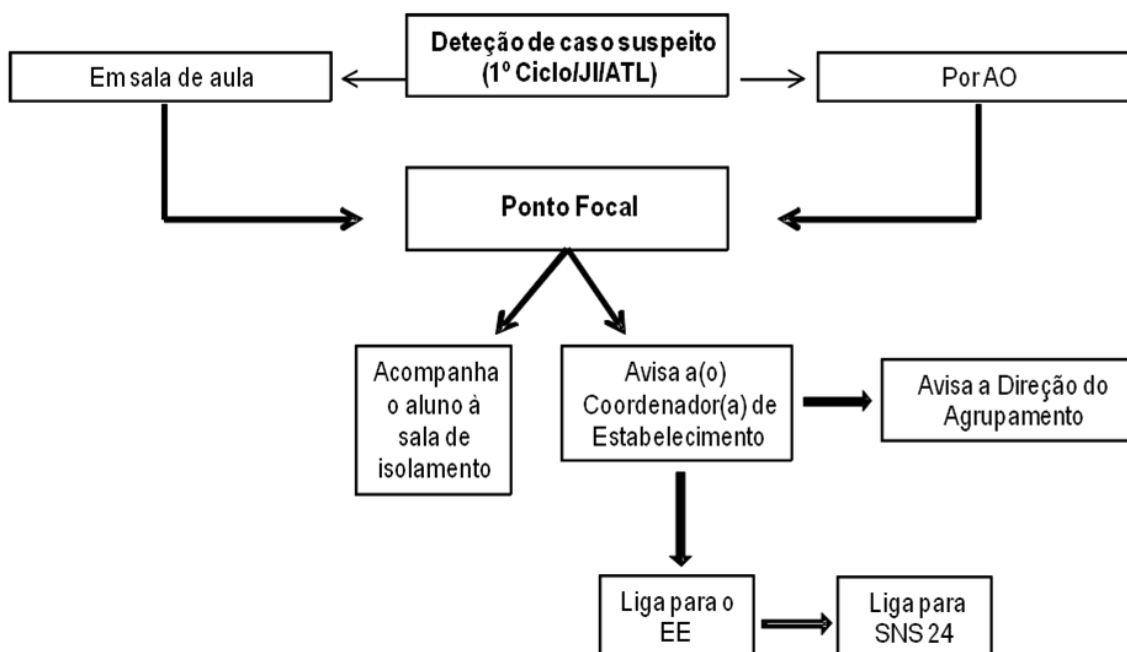 Deteção de caso suspeito
(1º Ciclo/JI/ATL)
Em sala de aula
Por AO
Ponto Focal
Acompanha
o aluno à
sala de
isolamento
Avisa a(o)
Coordenador(a) de
Estabelecimento
Avisa a Direção do
Agrupamento
Liga para o
EE
Liga para
SNS 24